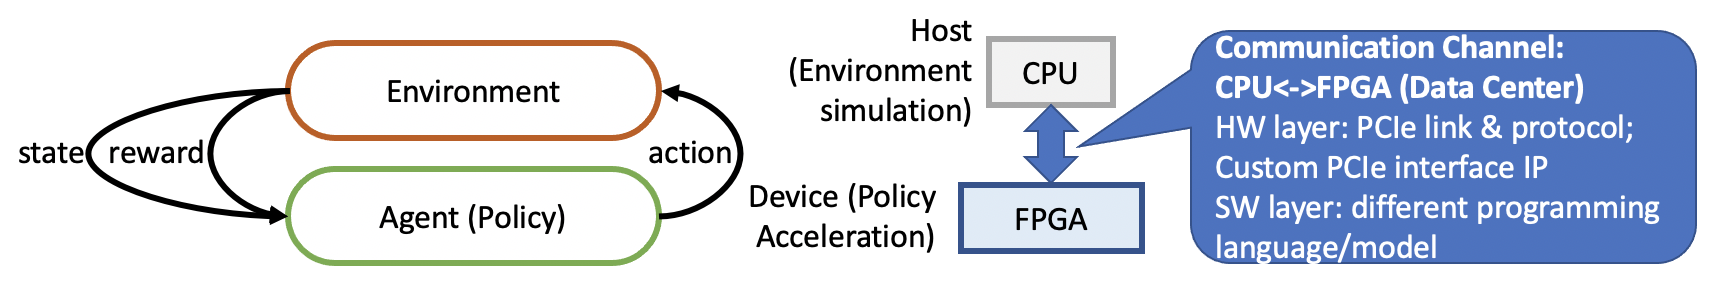 Environment
state
reward
action
Agent (Policy)
Host
(Environment
simulation)
CPU
Device (Policy
Acceleration)
FPGA
Communication Channel:
CPU<->FPGA (Data Center)
HW layer: PCIe link & protocol;
Custom PCIe interface IP
SW layer: different programming
language/model